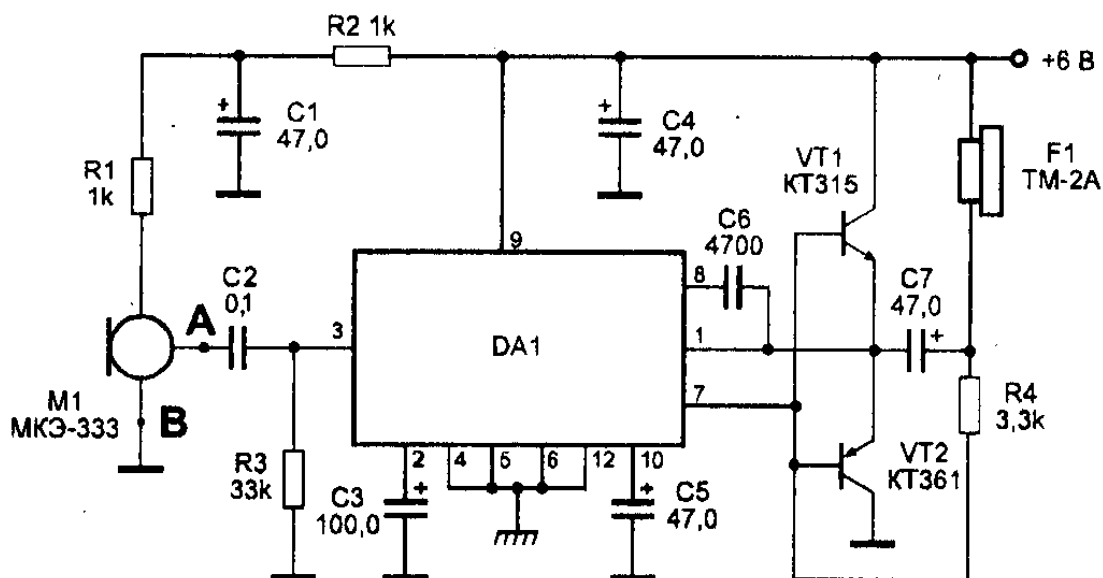 R2 1k
+6 В
C1
47,0
C4
47,0
R1
1k
VT1
КТ315
F1
ТМ-2А
C6
4700
9
8
C2
0,1
A
3
DA1
1
C7
47,0
M1
МКЭ-333
B
7
R4
3,3k
R3
33k
2
4
5
6
12
10
C3
100,0
C5
47,0
VT2
КТ361
+
+
+
+
+